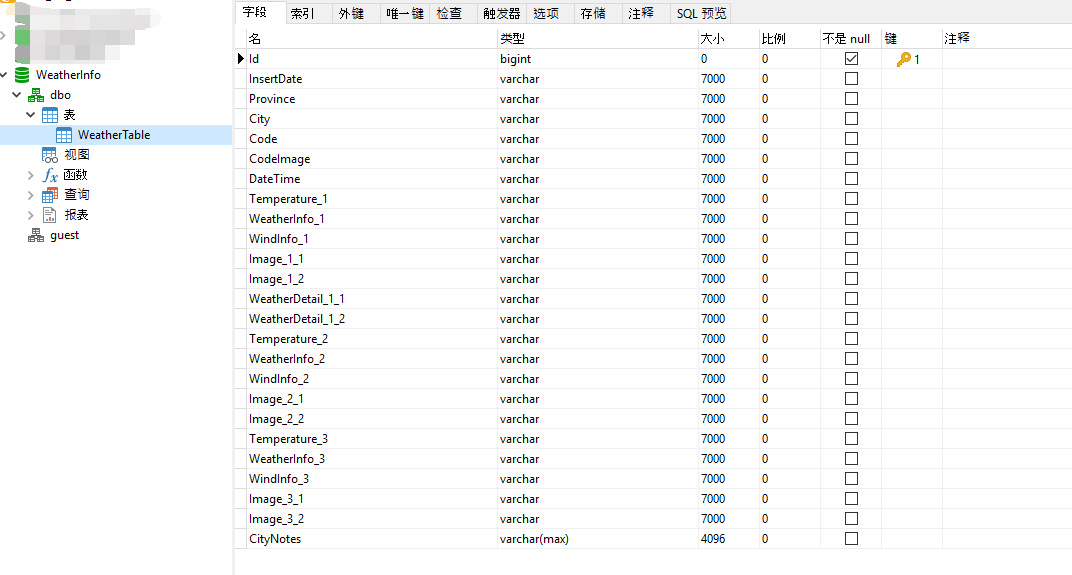 WeatherInfo
dbo
表
WeatherTable
视图
fx 函数
查询
报表
guest
字段 索引 外键 唯一键 检查 触发器 选项 存储 注释 SQL 预览
名 类型 大小 比例 不是 null 键 注释
Id bigint 0 0 1
InsertDate varchar 7000 0
Province varchar 7000 0
City varchar 7000 0
Code varchar 7000 0
CodeImage varchar 7000 0
DateTime varchar 7000 0
Temperature_1 varchar 7000 0
WeatherInfo_1 varchar 7000 0
WindInfo_1 varchar 7000 0
Image_1_1 varchar 7000 0
Image_1_2 varchar 7000 0
WeatherDetail_1_1 varchar 7000 0
WeatherDetail_1_2 varchar 7000 0
Temperature_2 varchar 7000 0
WeatherInfo_2 varchar 7000 0
WindInfo_2 varchar 7000 0
Image_2_1 varchar 7000 0
Image_2_2 varchar 7000 0
Temperature_3 varchar 7000 0
WeatherInfo_3 varchar 7000 0
WindInfo_3 varchar 7000 0
Image_3_1 varchar 7000 0
Image_3_2 varchar 7000 0
CityNotes varchar(max) 4096 0